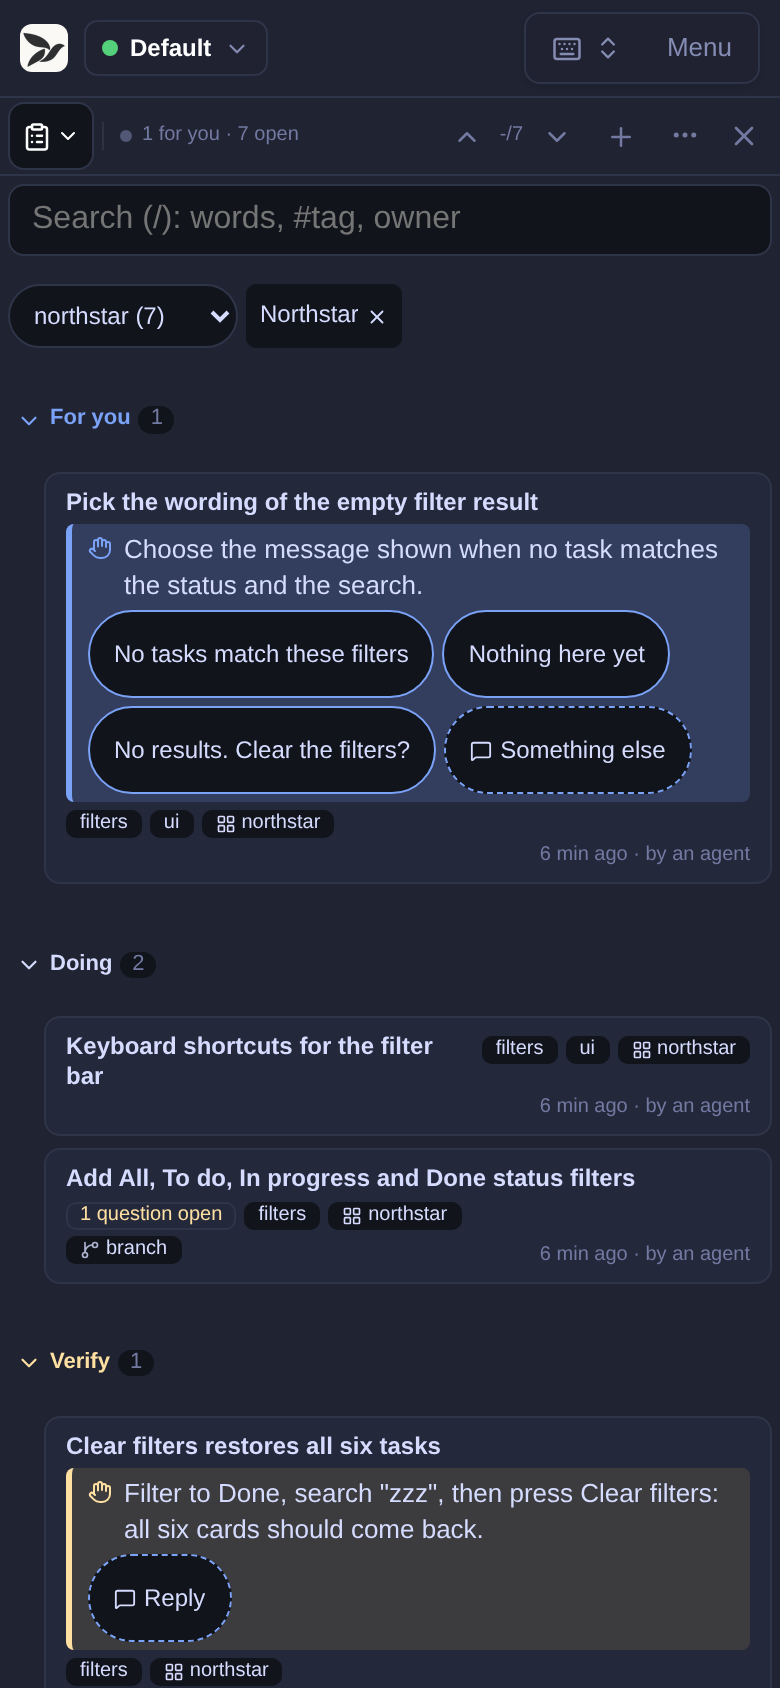 Default
Menu
1 for you · 7 open
-/7
Search (/): words, #tag, owner
northstar (7)
Northstar
For you 1
Pick the wording of the empty filter result
Choose the message shown when no task matches
the status and the search.
No tasks match these filters
Nothing here yet
No results. Clear the filters?
Something else
filters ui northstar
6 min ago · by an agent
Doing 2
Keyboard shortcuts for the filter
bar
filters ui northstar
6 min ago · by an agent
Add All, To do, In progress and Done status filters
1 question open filters northstar
branch
6 min ago · by an agent
Verify 1
Clear filters restores all six tasks
Filter to Done, search "zzz", then press Clear filters:
all six cards should come back.
Reply
filters northstar